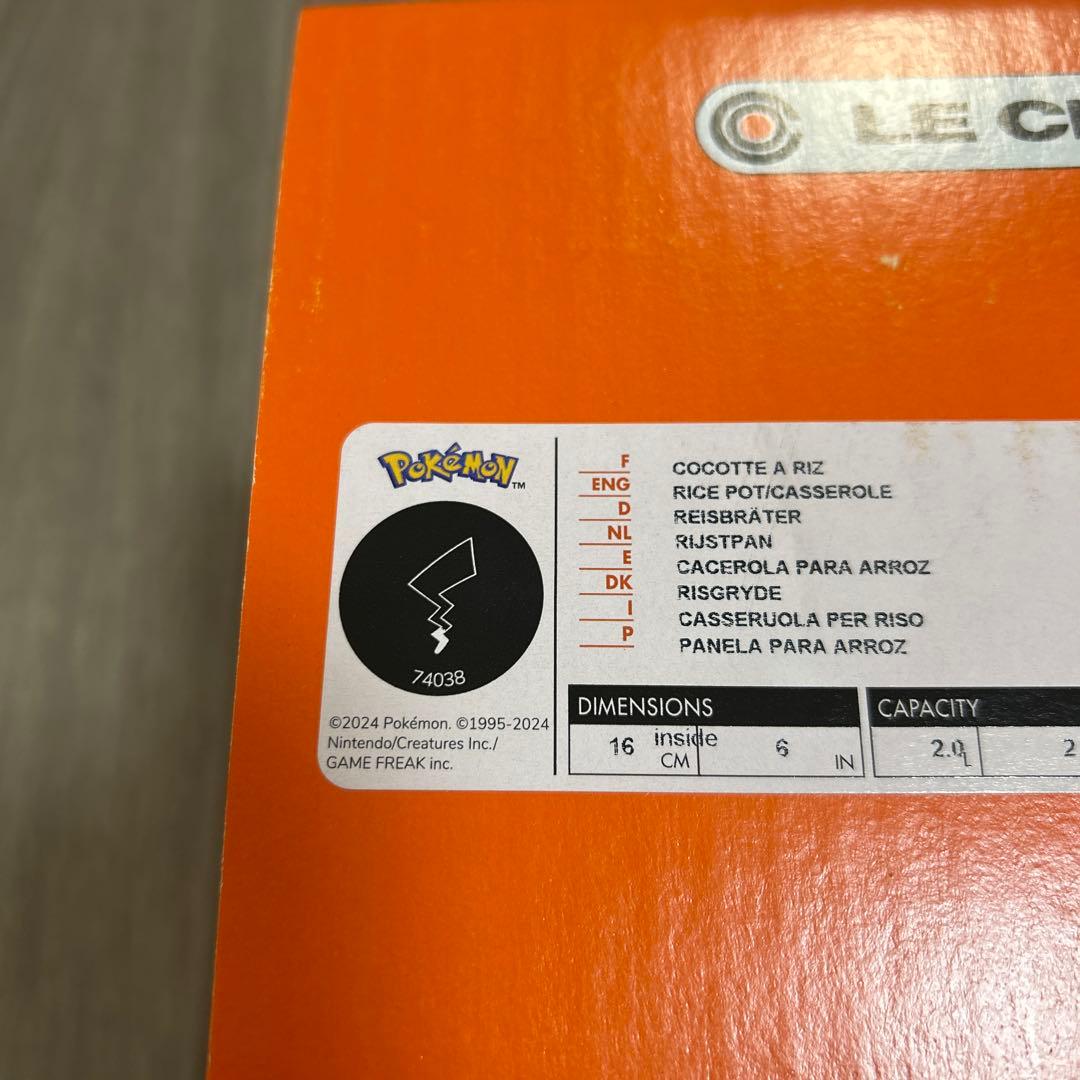 LE C
POKéMON™
74038
©2024 Pokémon. ©1995-2024
Nintendo/Creatures Inc./
GAME FREAK inc.
F COCOTTE A RIZ
ENG RICE POT/CASSEROLE
D REISBRÄTER
NL RIJSTPAN
E CACEROLA PARA ARROZ
DK RISGRYDE
I CASSERUOLA PER RISO
P PANELA PARA ARROZ
DIMENSIONS
16 inside CM 6 IN
CAPACITY
2.0 L 2